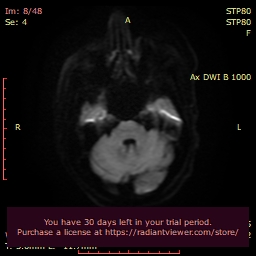 Im: 8/48
Se: 4
A
STP80
STP80
F
Ax DWI B 1000
R
L
You have 30 days left in your trial period.
Purchase a license at https://radiantviewer.com/store/